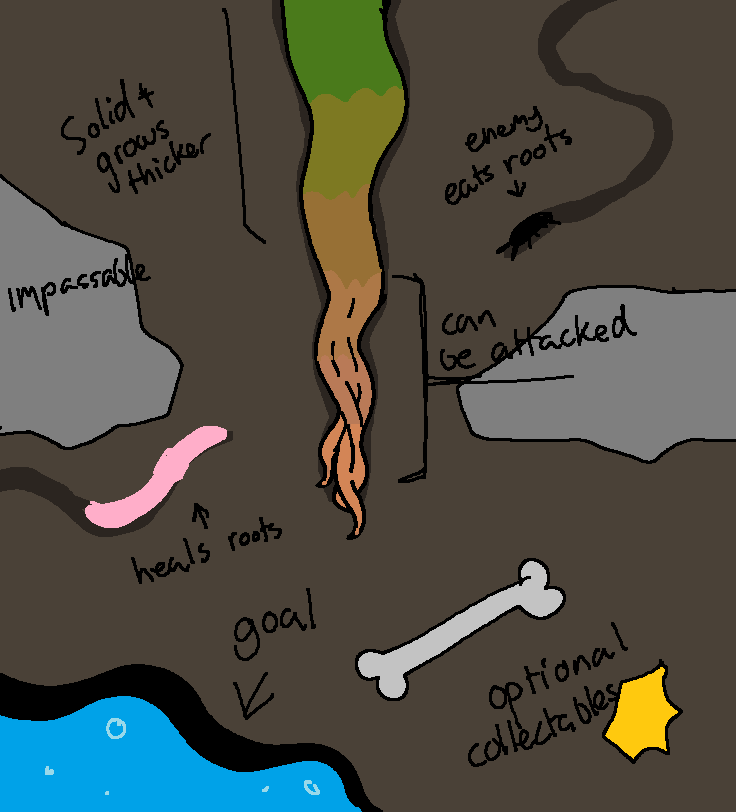 Solid +
grows
thicker
enemy
eats roots
impassable
can
be attacked
heals roots
goal
optional
collectables